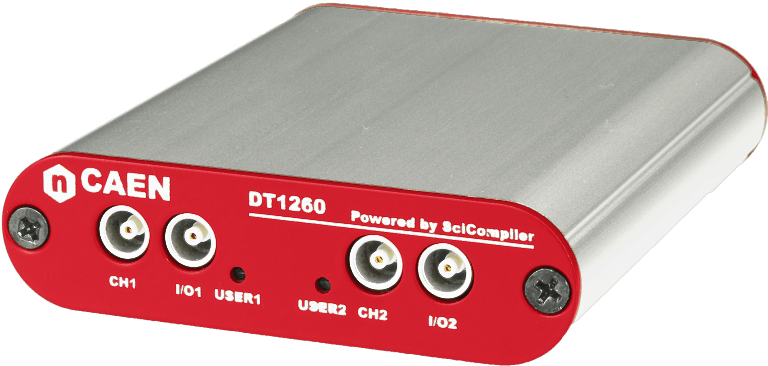 n CAEN
DT1260
Powered by SciCompiler
CH1
I/O1
USER1
USER2
CH2
I/O2